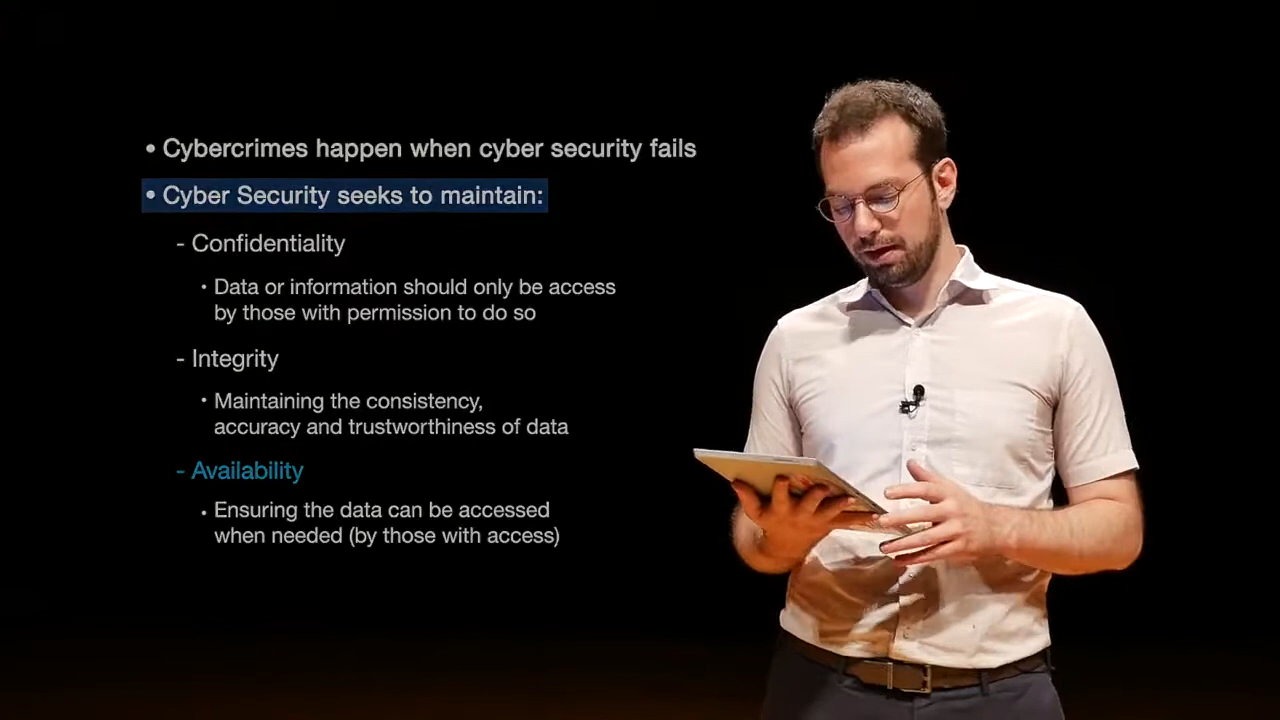 • Cybercrimes happen when cyber security fails
• Cyber Security seeks to maintain:
- Confidentiality
• Data or information should only be access
by those with permission to do so
- Integrity
• Maintaining the consistency,
accuracy and trustworthiness of data
- Availability
• Ensuring the data can be accessed
when needed (by those with access)